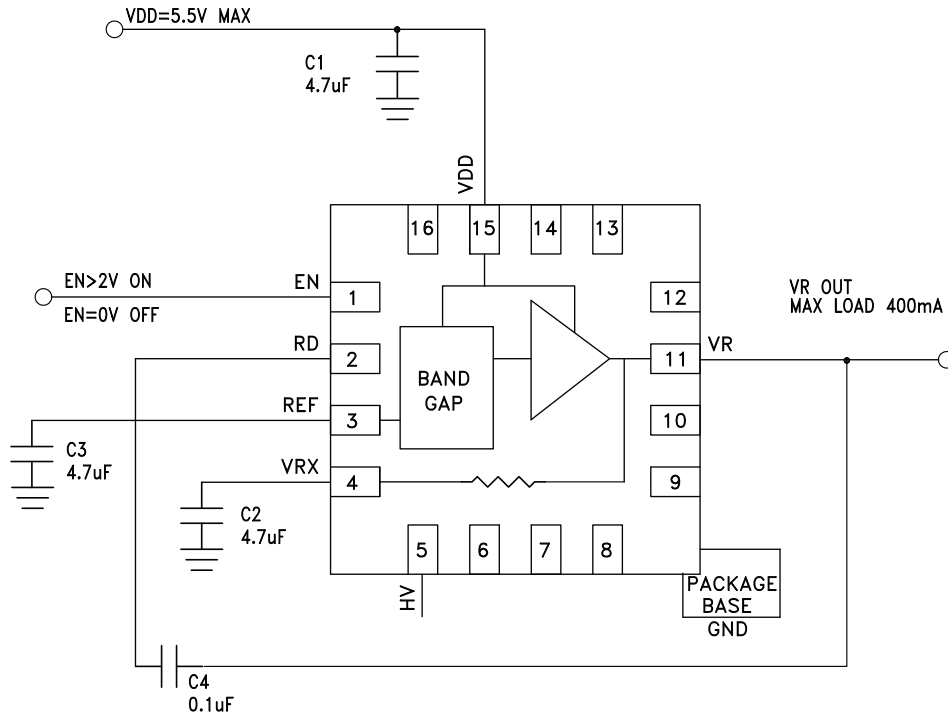 VDD=5.5V MAX
C1
4.7uF
VDD
16
15
14
13
EN>2V ON
EN=0V OFF
EN
1
12
VR OUT
MAX LOAD 400mA
RD
2
11
VR
BAND
GAP
REF
3
10
C3
4.7uF
VRX
4
9
C2
4.7uF
5
6
7
8
HV
PACKAGE
BASE
GND
C4
0.1uF